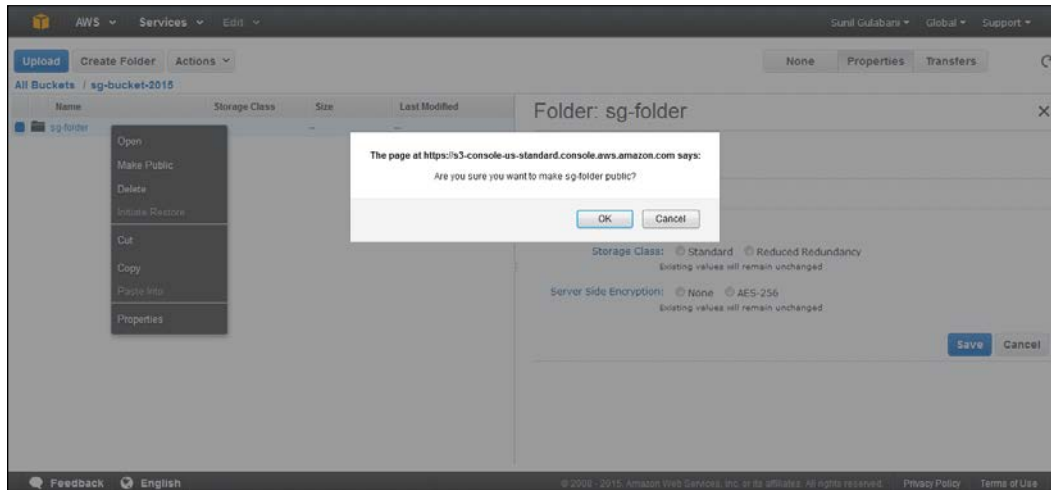 AWS Services Edit Sunil Gulabani Global Support
Upload Create Folder Actions None Properties Transfers
All Buckets / sg-bucket-2015
Name Storage Class Size Last Modified
sg-folder -- --
Folder: sg-folder
Open
Make Public
Delete
Initiate Restore
Cut
Copy
Paste Into
Properties
The page at https://s3-console-us-standard.console.aws.amazon.com says:
Are you sure you want to make sg-folder public?
OK Cancel
Storage Class: Standard Reduced Redundancy
Existing values will remain unchanged
Server Side Encryption: None AES-256
Existing values will remain unchanged
Save Cancel
Feedback English © 2008 - 2015, Amazon Web Services, Inc. or its affiliates. All rights reserved. Privacy Policy Terms of Use